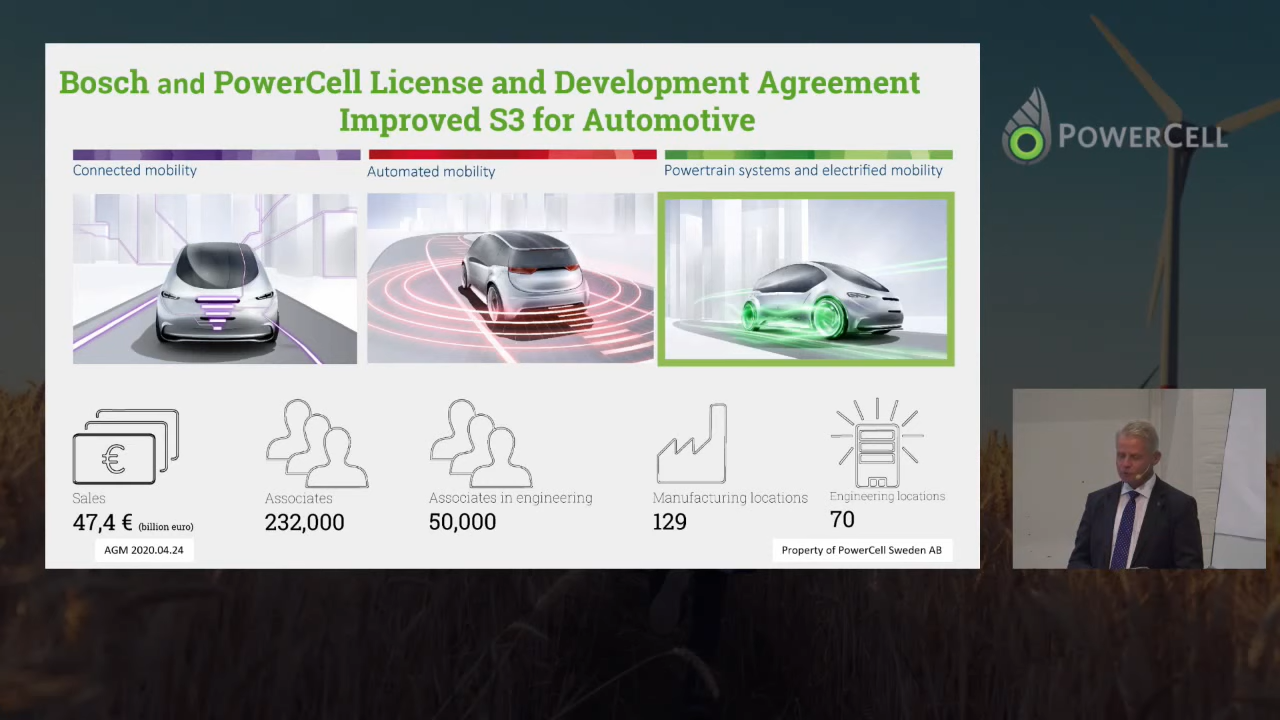 Bosch and PowerCell License and Development Agreement
Improved S3 for Automotive
POWERCELL
Connected mobility
Automated mobility
Powertrain systems and electrified mobility
€
Sales
47,4 € (billion euro)
Associates
232,000
Associates in engineering
50,000
Manufacturing locations
129
Engineering locations
70
AGM 2020.04.24
Property of PowerCell Sweden AB